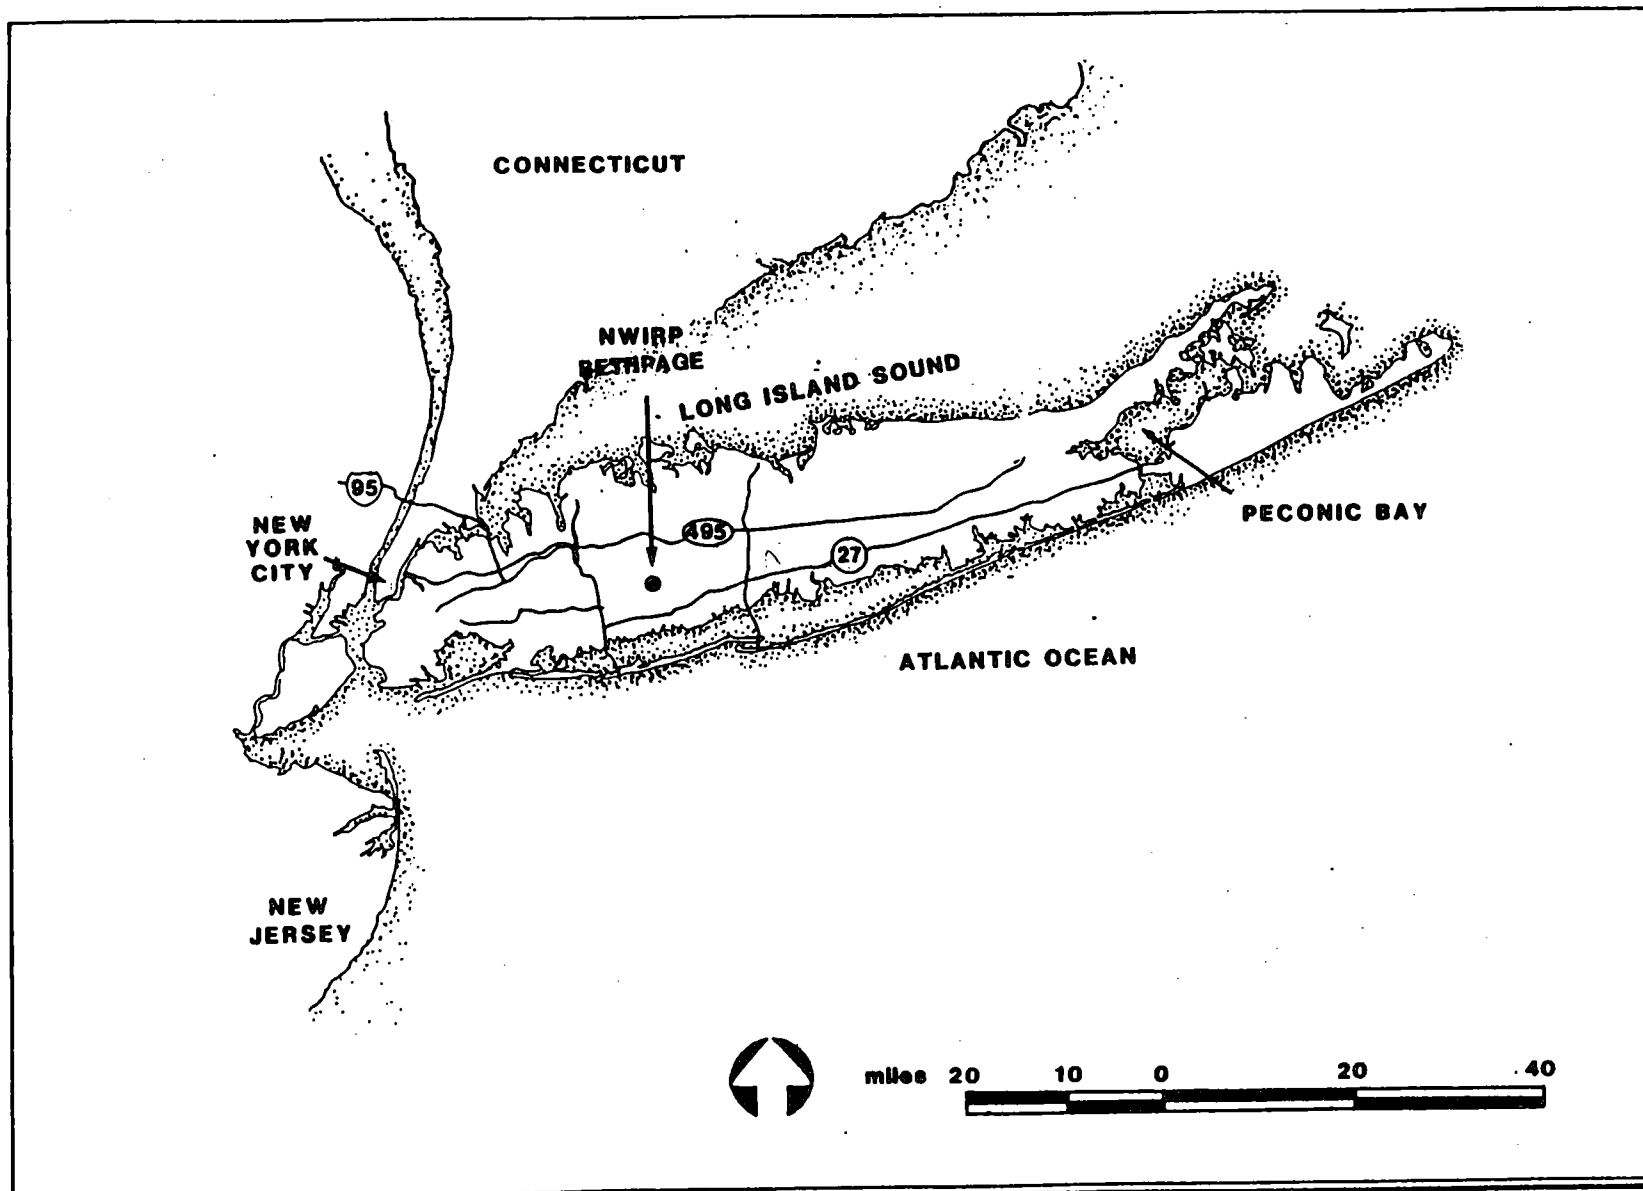 CONNECTICUT
NWIRP
BETHPAGE
LONG ISLAND SOUND
95
NEW
YORK
CITY
495
27
PECONIC BAY
ATLANTIC OCEAN
NEW
JERSEY
miles 20 10 0 20 40